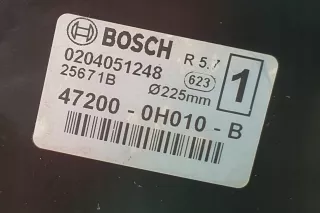 BOSCH R 5.7
0204051248 623 1
25671B Ø225mm
47200 - 0H010 - B